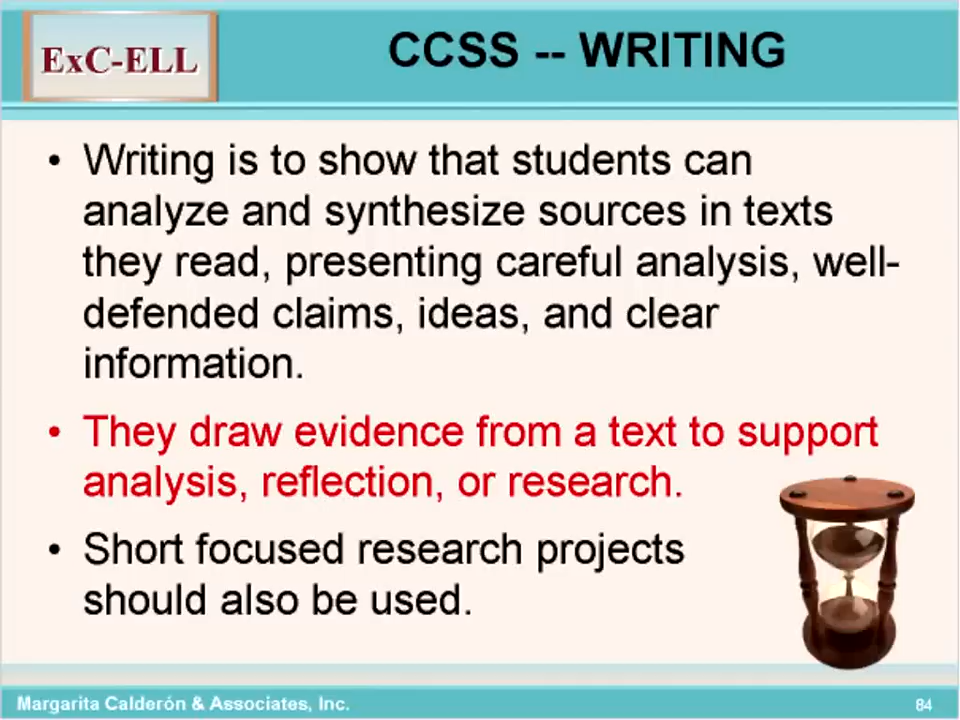 ExC-ELL
CCSS -- WRITING
• Writing is to show that students can
analyze and synthesize sources in texts
they read, presenting careful analysis, well-
defended claims, ideas, and clear
information.
• They draw evidence from a text to support
analysis, reflection, or research.
• Short focused research projects
should also be used.
Margarita Calderón & Associates, Inc.
84